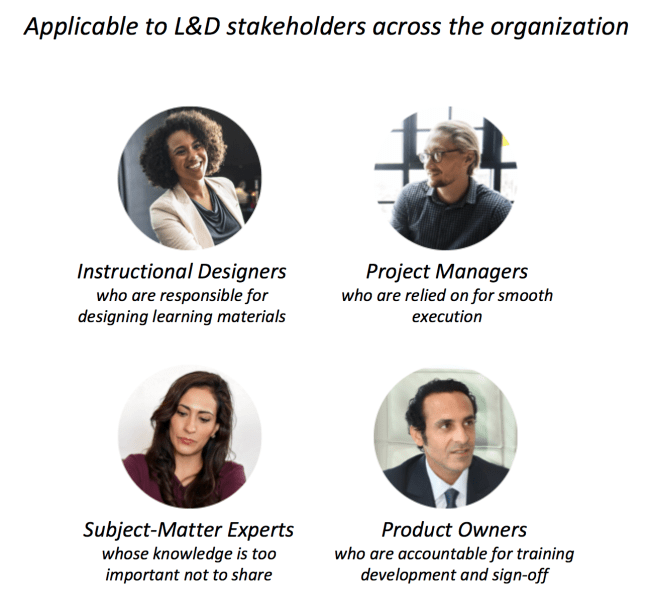 Applicable to L&D stakeholders across the organization
Instructional Designers
who are responsible for
designing learning materials
Project Managers
who are relied on for smooth
execution
Subject-Matter Experts
whose knowledge is too
important not to share
Product Owners
who are accountable for training
development and sign-off